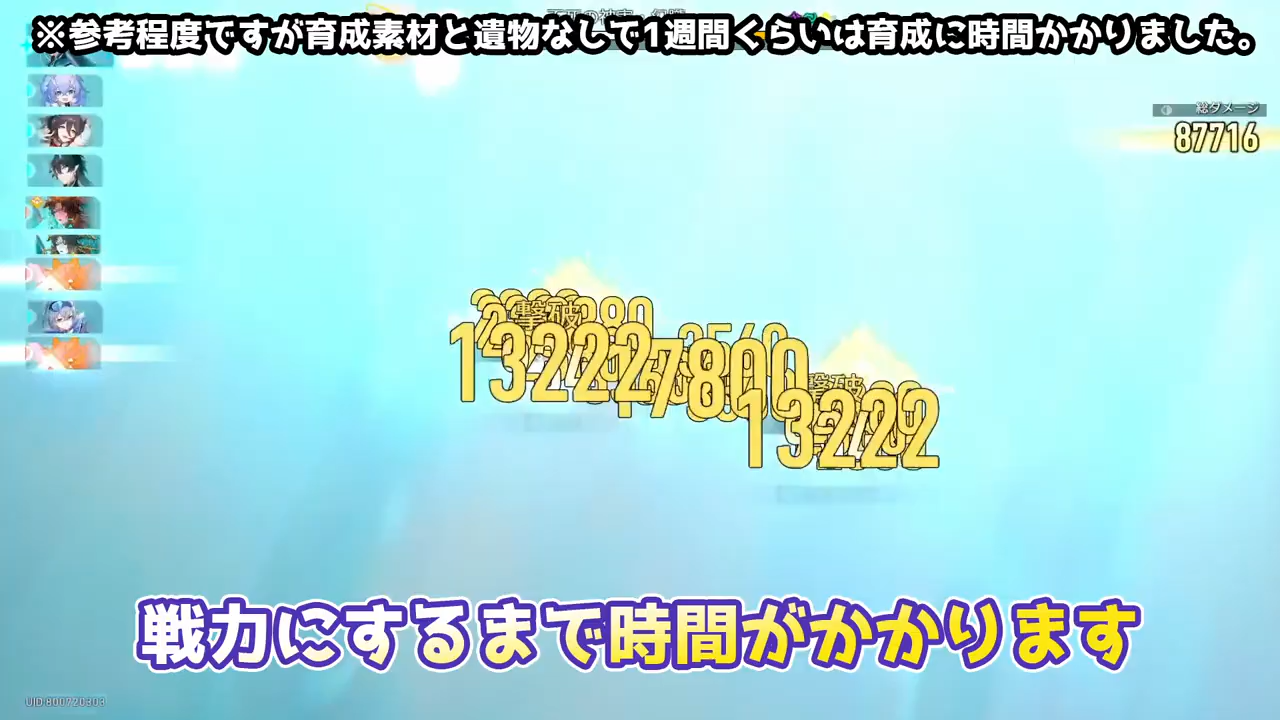 ※参考程度ですが育成素材と遺物なしで1週間くらいは育成に時間かかりました。
総ダメージ
87716
撃破
13222
17800
撃破
13222
戦力にするまで時間がかかります
UID:800720303